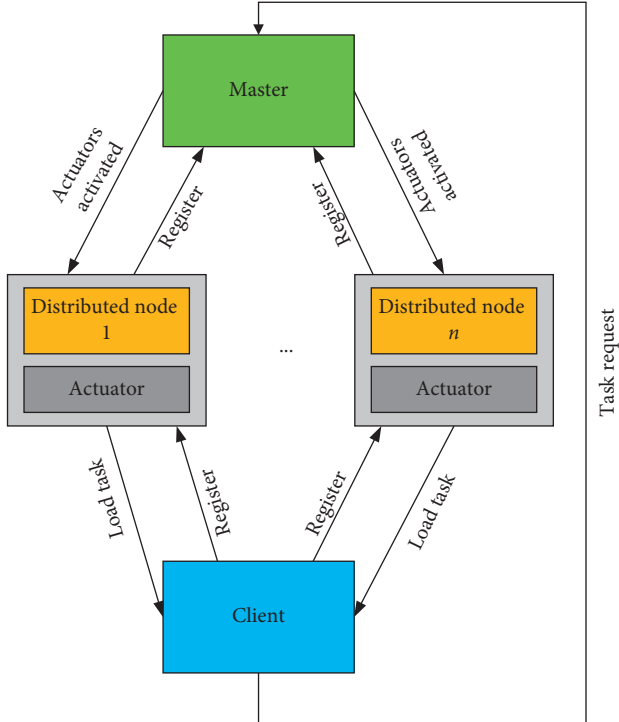 Master
Actuators
activated
Register
Register
Actuators
activated
Distributed node
1
Actuator
...
Distributed node
n
Actuator
Task request
Load task
Register
Register
Load task
Client